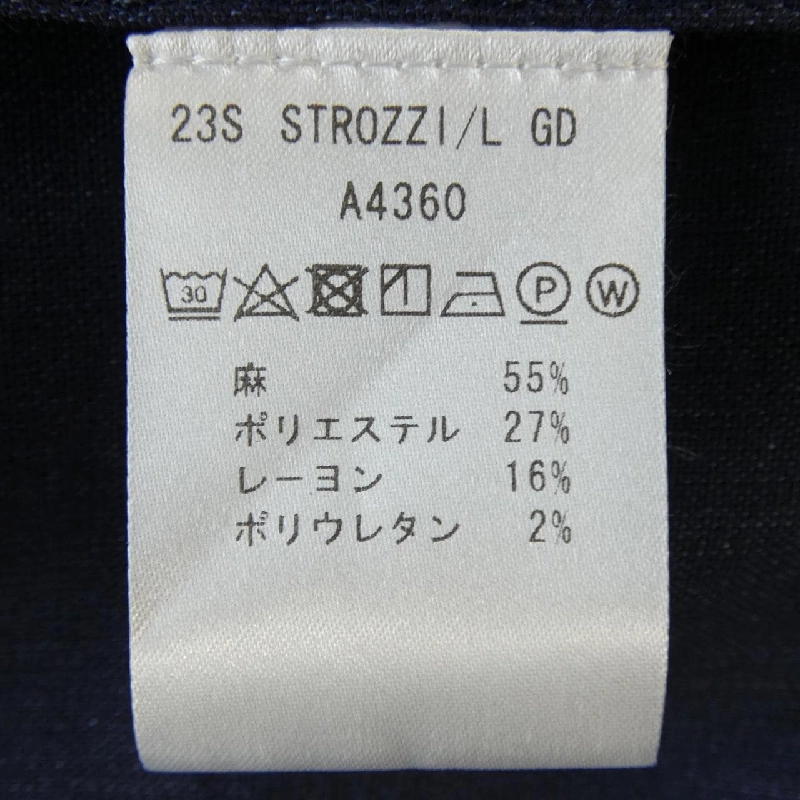 23S STROZZI/L GD
A4360
30 P W
麻 55%
ポリエステル 27%
レーヨン 16%
ポリウレタン 2%